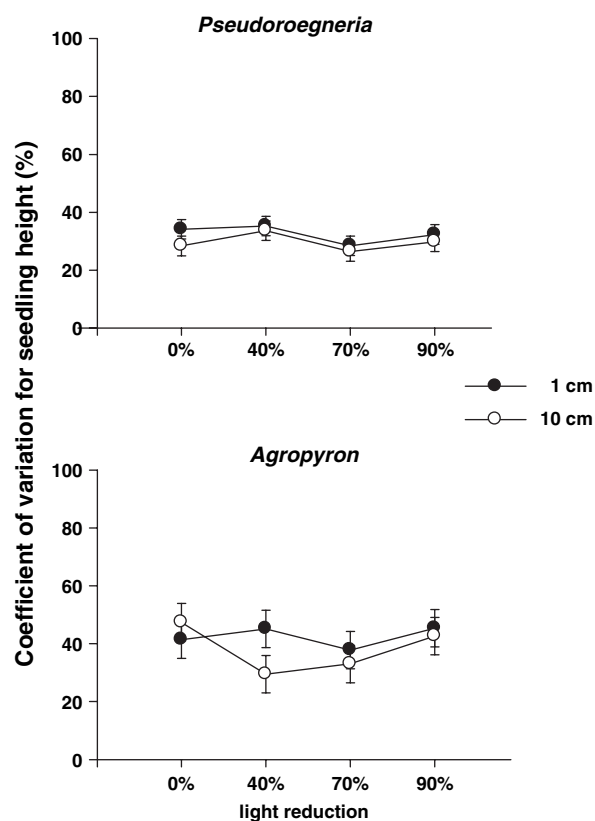 Pseudoroegneria
100
80
60
40
20
0
0% 40% 70% 90%
Coefficient of variation for seedling height (%)
1 cm
10 cm
Agropyron
100
80
60
40
20
0
0% 40% 70% 90%
light reduction